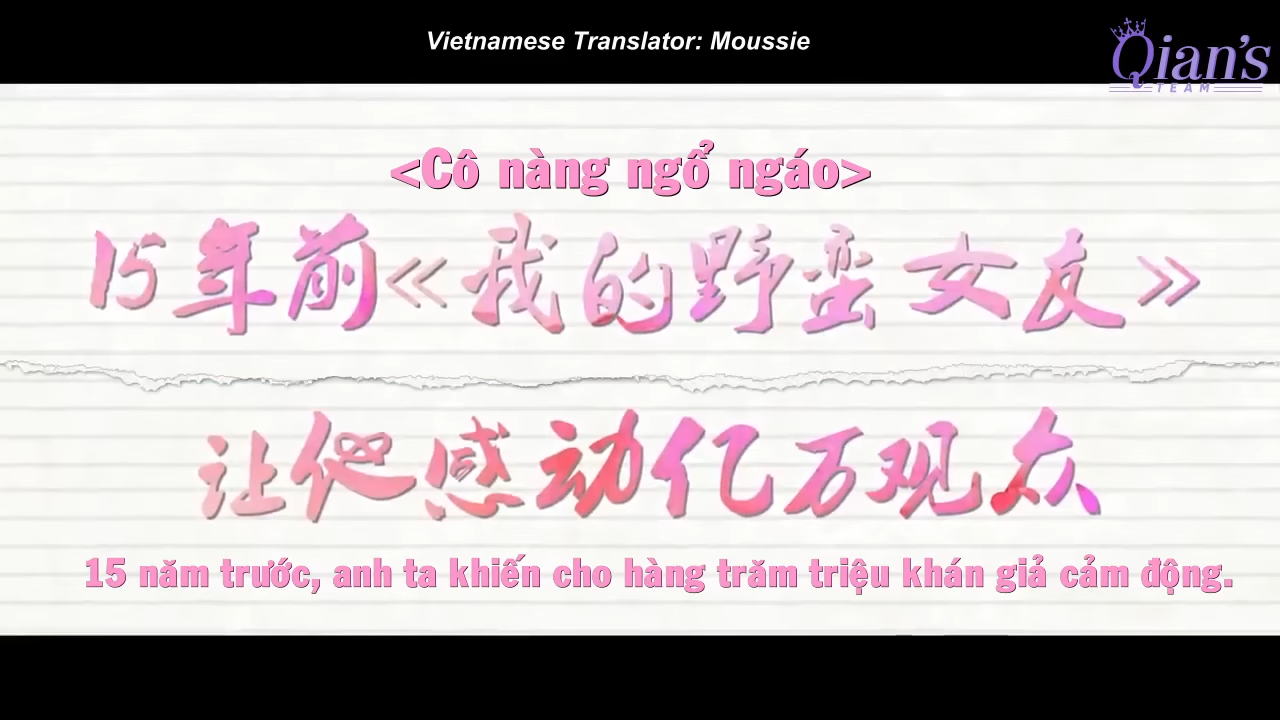 Vietnamese Translator: Moussie
Qian's
TEAM
<Cô nàng ngổ ngáo>
15年前《我的野蛮女友》
让他感动亿万观众
15 năm trước, anh ta khiến cho hàng trăm triệu khán giả cảm động.